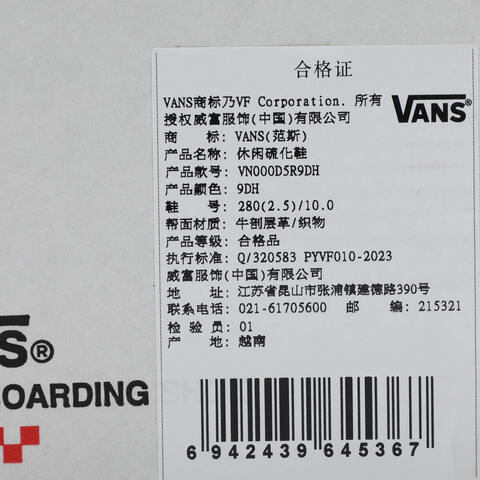 合格证
VANS商标乃VF Corporation. 所有
授权威富服饰(中国)有限公司
VANS®
商 标: VANS(范斯)
产品名称: 休闲硫化鞋
产品款号: VN000D5R9DH
产品颜色: 9DH
鞋 号: 280(2.5)/10.0
帮面材质: 牛剖层革/织物
产品等级: 合格品
执行标准: Q/320583 PYVF010-2023
威富服饰(中国)有限公司
地 址: 江苏省昆山市张浦镇建德路390号
联系电话: 021-61705600 邮 编: 215321
检 验 员: 01
产 地: 越南
6 942439 645367
S®
OARDING